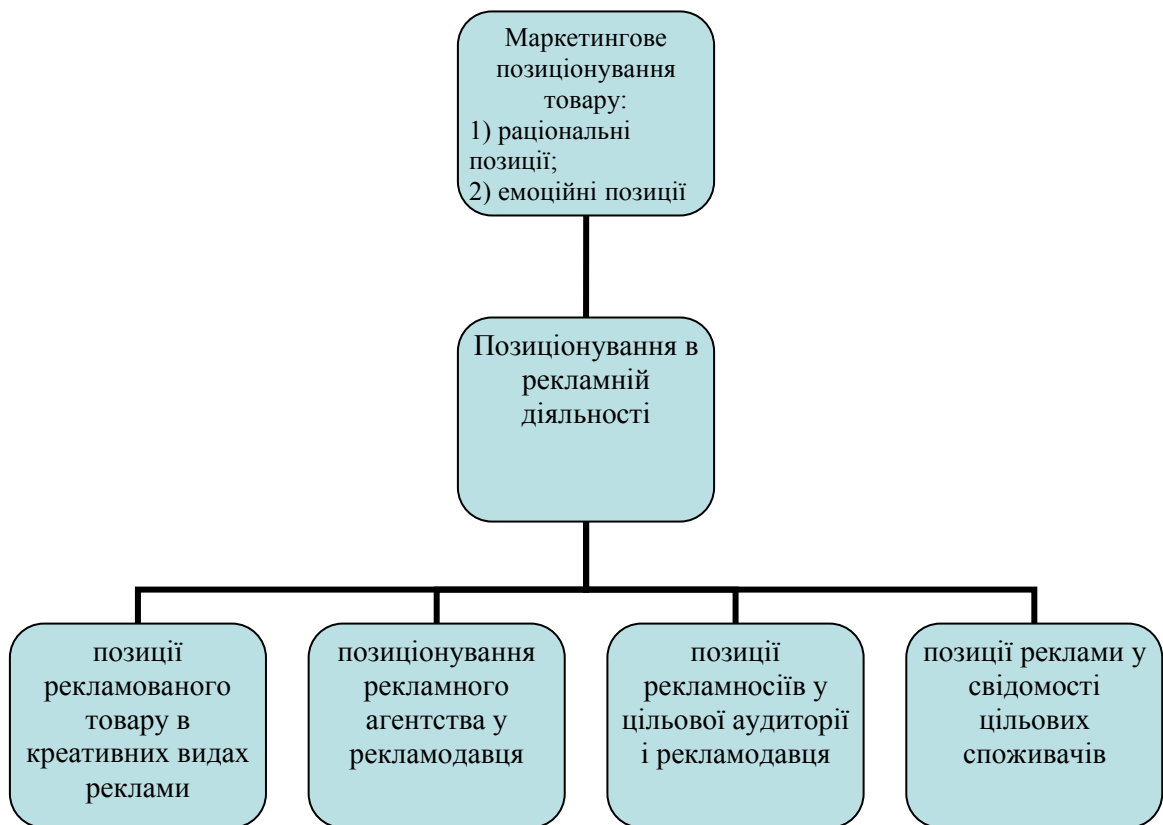 Маркетингове
позиціонування
товару:
1) раціональні
позиції;
2) емоційні позиції
Позиціонування в
рекламній
діяльності
позиції
рекламованого
товару в
креативних видах
реклами
позиціонування
рекламного
агентства у
рекламодавця
позиції
рекламносіїв у
цільової аудиторії
і рекламодавця
позиції реклами у
свідомості
цільових
споживачів